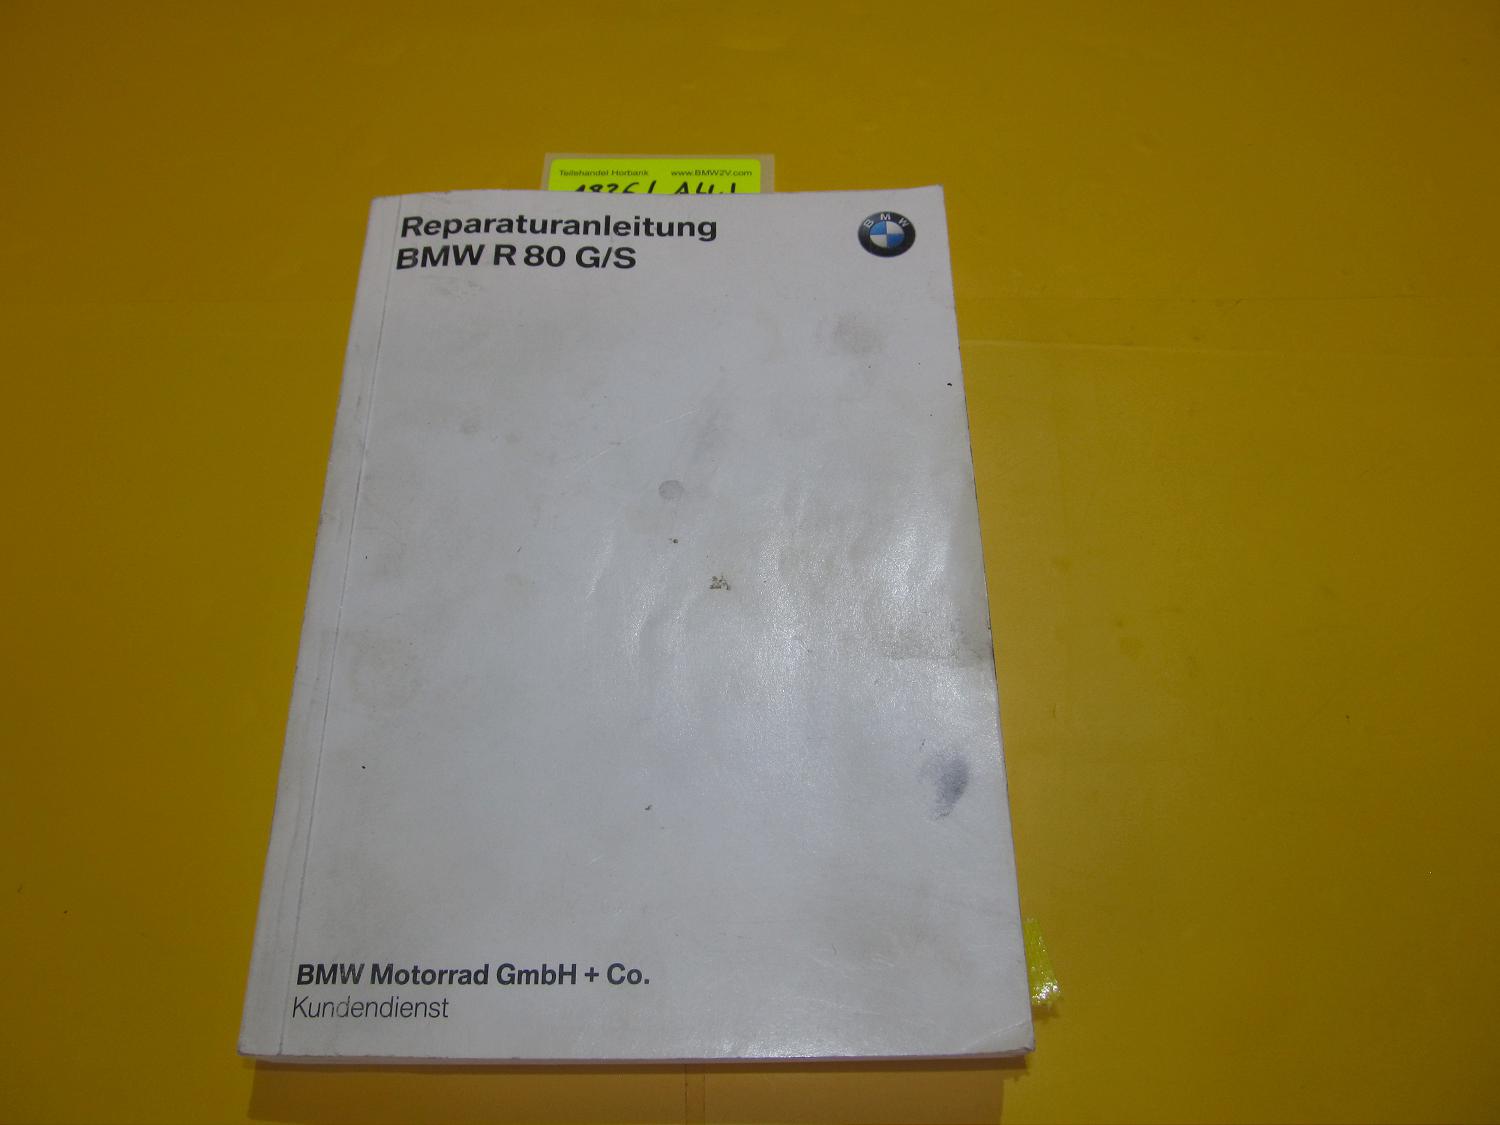 Teilehandel Horbank www.BMW2V.com
Reparaturanleitung
BMW R 80 G/S
BMW
BMW Motorrad GmbH + Co.
Kundendienst